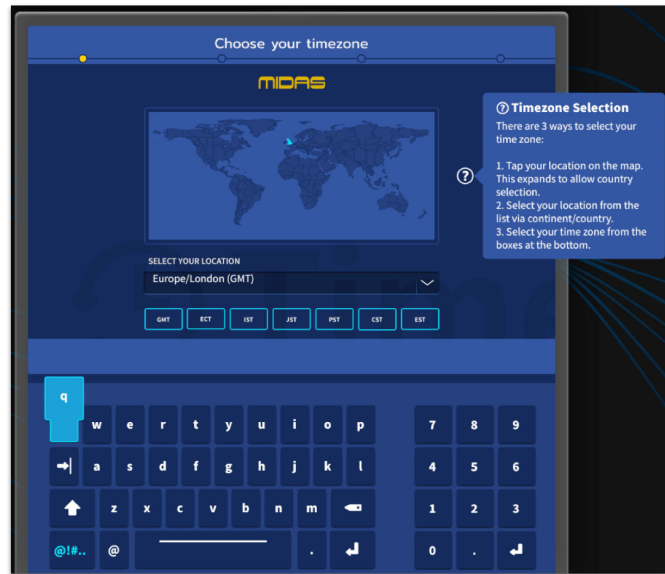 Choose your timezone
MIDAS
Timezone Selection
There are 3 ways to select your
time zone:
1. Tap your location on the map.
This expands to allow country
selection.
2. Select your location from the
list via continent/country.
3. Select your time zone from the
boxes at the bottom.
SELECT YOUR LOCATION
Europe/London (GMT)
GMT ECT IST JST PST CST EST
Time
q
w e r t y u i o p 7 8 9
a s d f g h j k l 4 5 6
z x c v b n m 1 2 3
@!#.. @ . 0 .